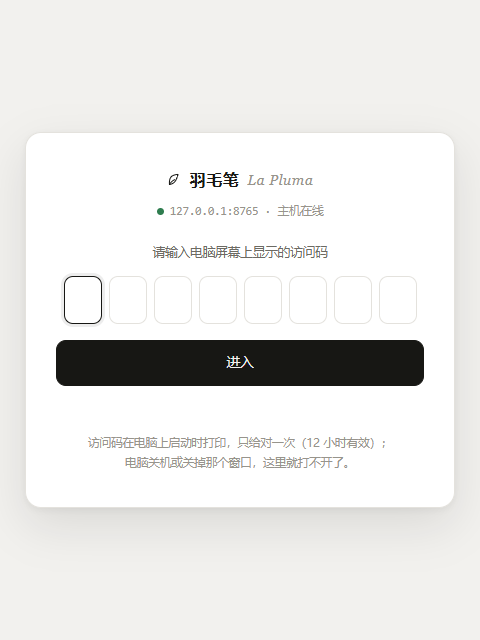 羽毛笔 La Pluma
127.0.0.1:8765 · 主机在线
请输入电脑屏幕上显示的访问码
进入
访问码在电脑上启动时打印，只给对一次（12 小时有效）；
电脑关机或关掉那个窗口，这里就打不开了。